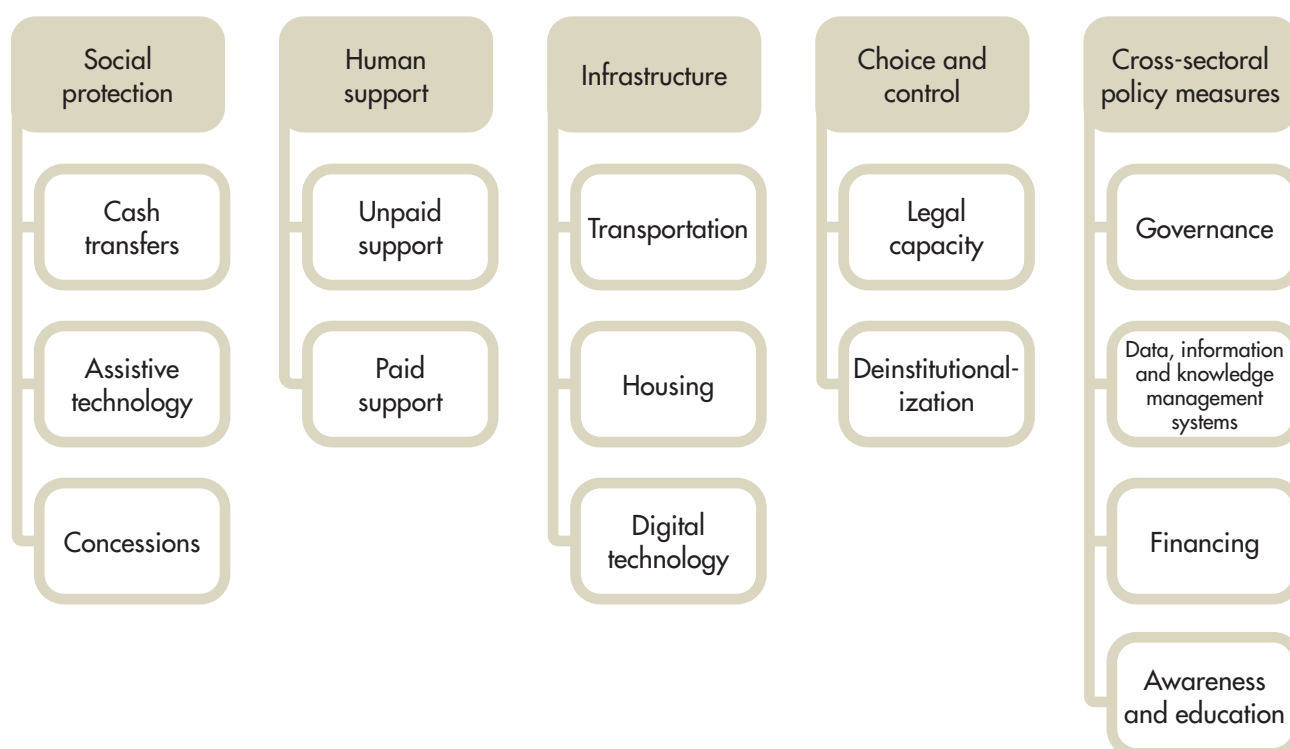 Social
protection
Cash
transfers
Assistive
technology
Concessions
Human
support
Unpaid
support
Paid
support
Infrastructure
Transportation
Housing
Digital
technology
Choice and
control
Legal
capacity
Deinstitutional-
ization
Cross-sectoral
policy measures
Governance
Data, information
and knowledge
management
systems
Financing
Awareness
and education